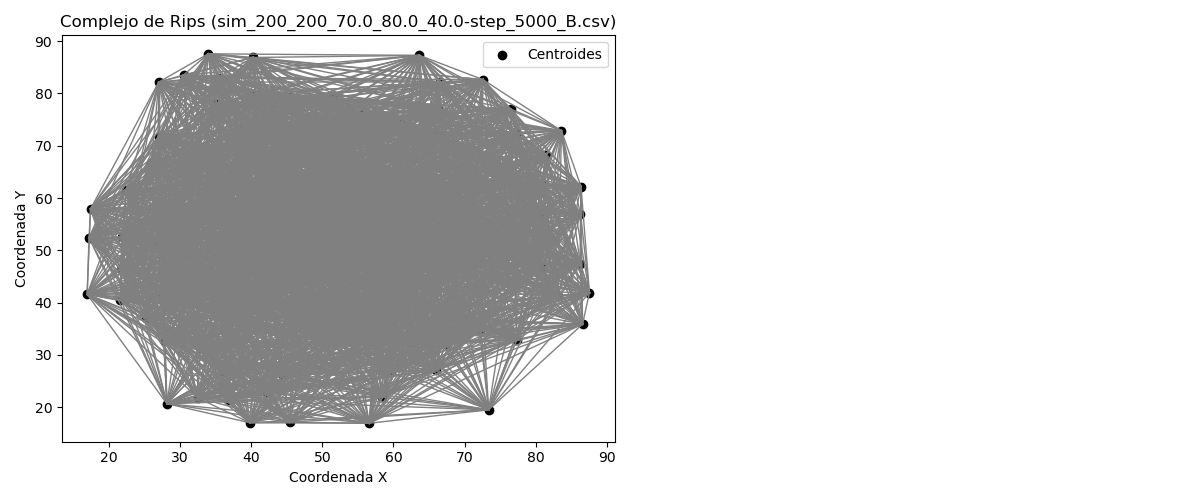 Complejo de Rips (sim_200_200_70.0_80.0_40.0-step_5000_B.csv)
Centroides
90
80
70
60
50
40
30
20
Coordenada Y
20 30 40 50 60 70 80 90
Coordenada X